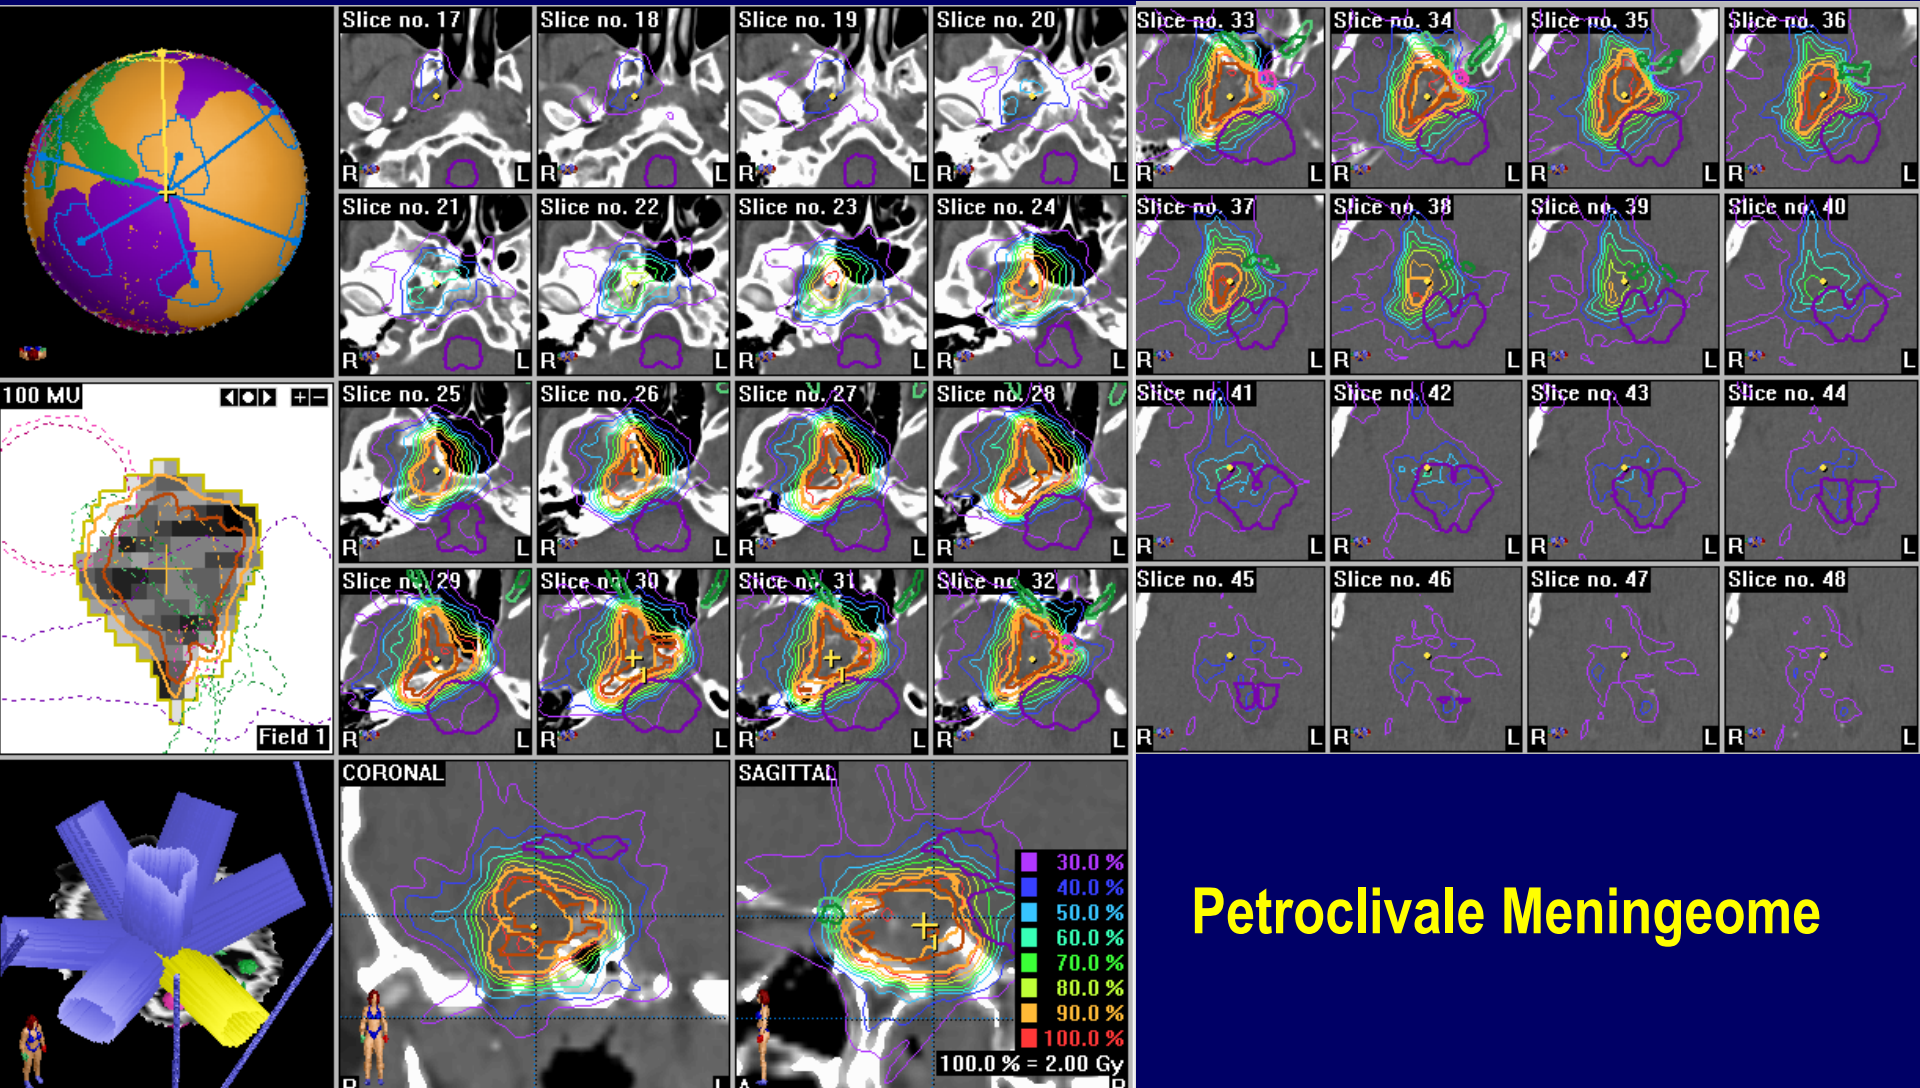 Slice no. 17
Slice no. 18
Slice no. 19
Slice no. 20
Slice no. 33
Slice no. 34
Slice no. 35
Slice no. 36
R L
R L
R L
R L
R L
R L
R L
R L
Slice no. 21
Slice no. 22
Slice no. 23
Slice no. 24
Slice no. 37
Slice no. 38
Slice no. 39
Slice no. 40
R L
R L
R L
R L
R L
R L
R L
R L
100 MU
Slice no. 25
Slice no. 26
Slice no. 27
Slice no. 28
Slice no. 41
Slice no. 42
Slice no. 43
Slice no. 44
R L
R L
R L
R L
R L
R L
R L
R L
Slice no. 29
Slice no. 30
Slice no. 31
Slice no. 32
Slice no. 45
Slice no. 46
Slice no. 47
Slice no. 48
Field 1
R L
R L
R L
R L
R L
R L
R L
R L
CORONAL
SAGITTAL
30.0 %
40.0 %
50.0 %
60.0 %
70.0 %
80.0 %
90.0 %
100.0 %
100.0 % = 2.00 Gy
Petroclivale Meningeome